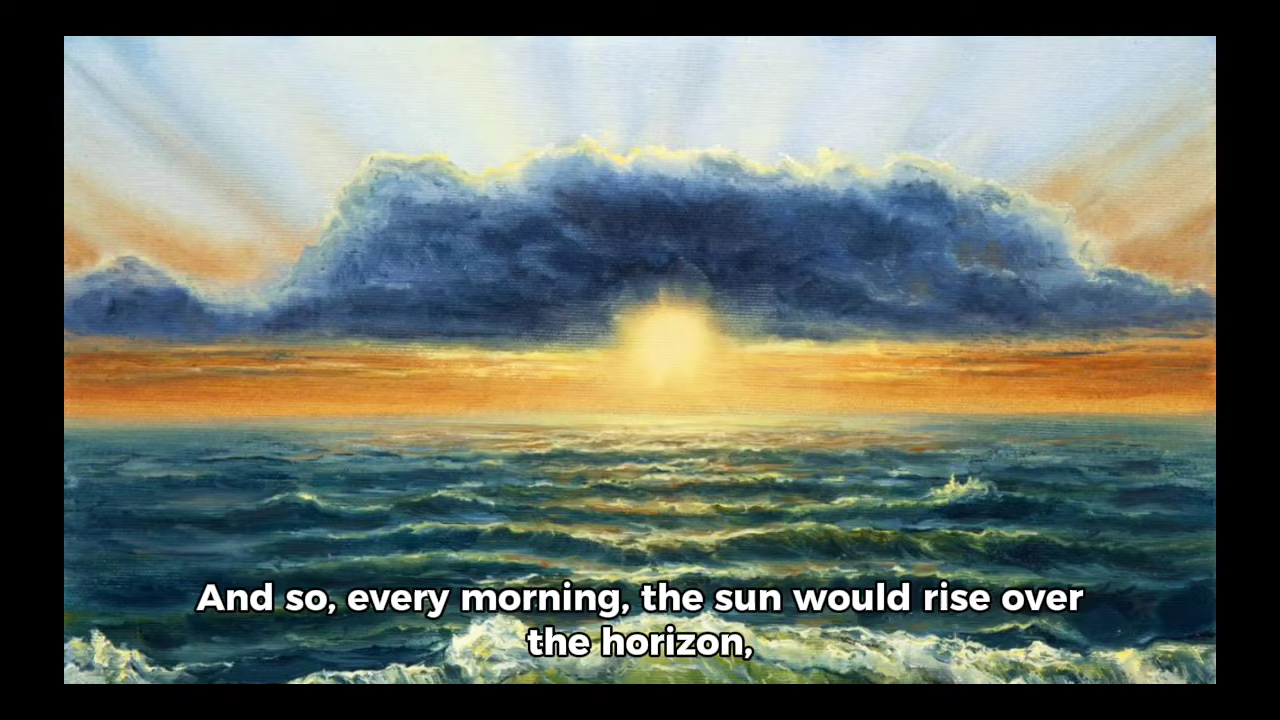 And so, every morning, the sun would rise over
the horizon,